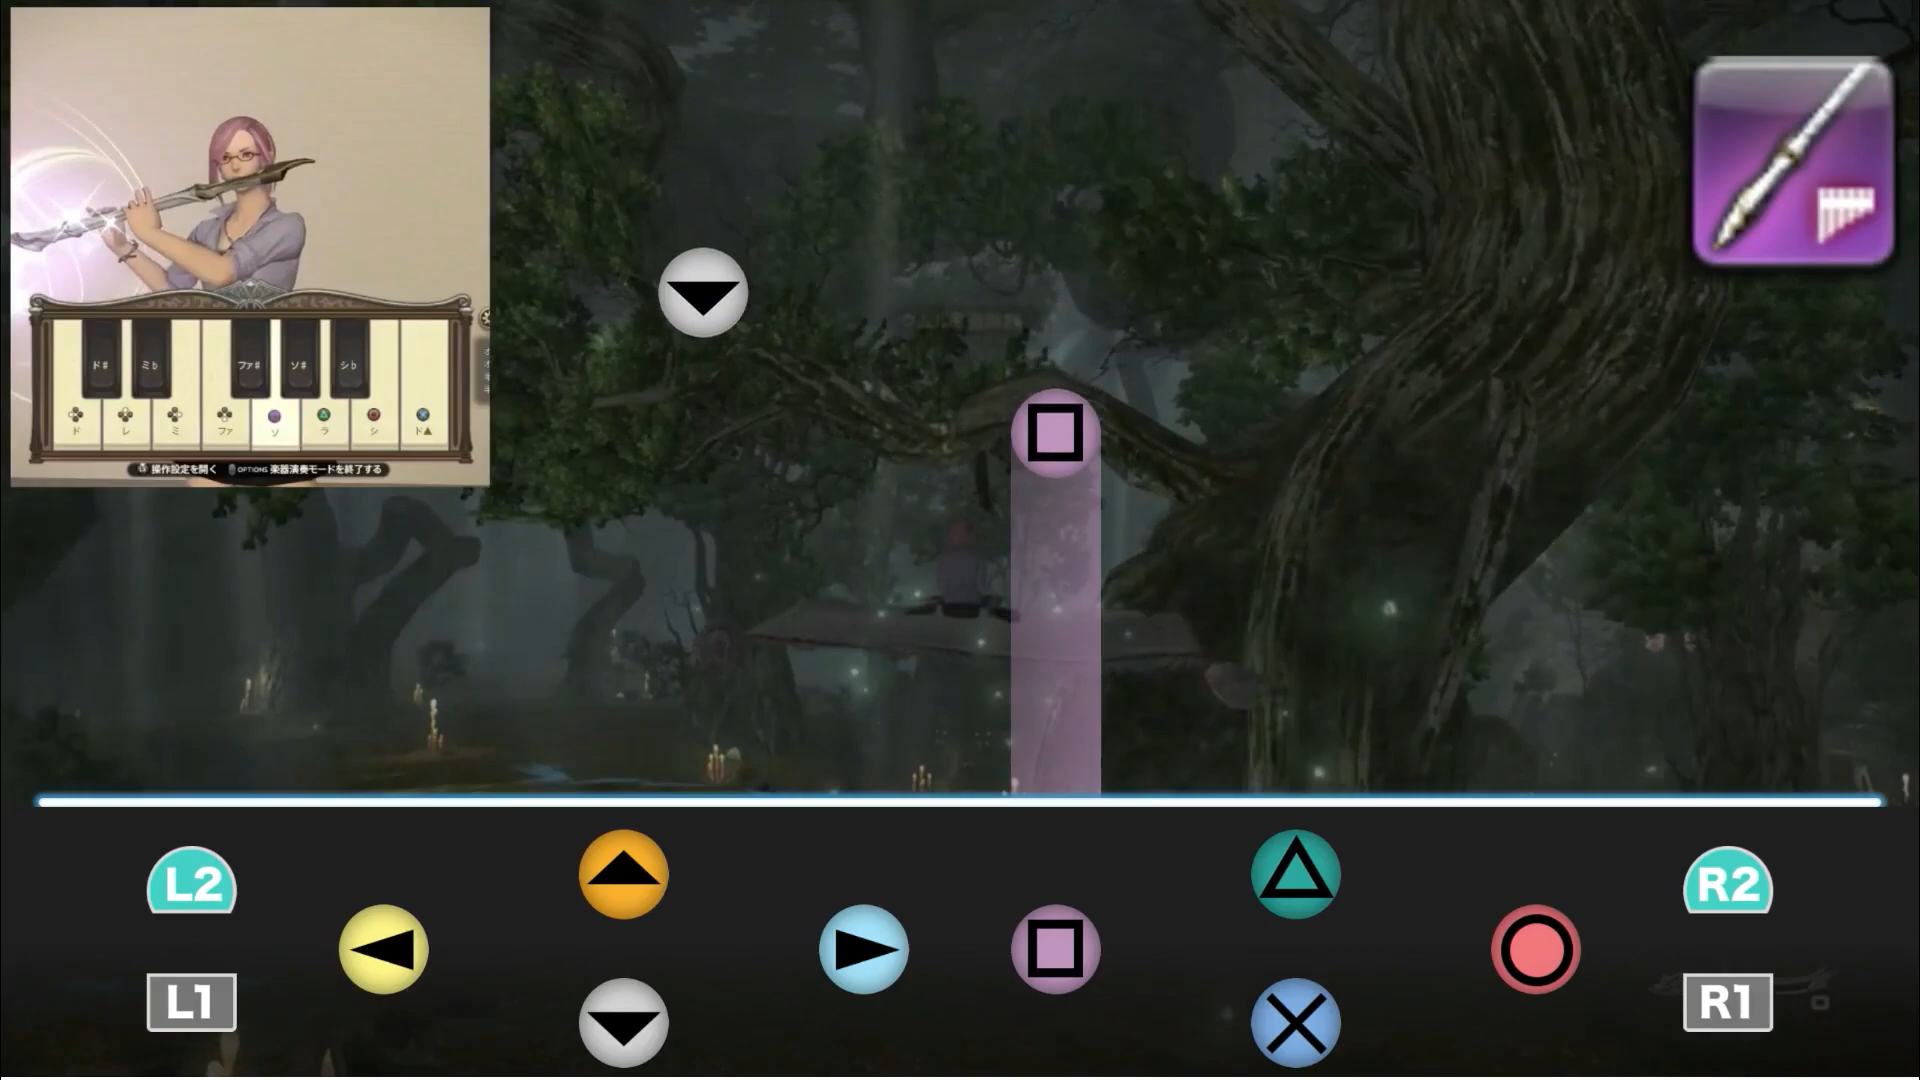 ド# ミb ファ# ソ# シb
ド レ ミ ファ ソ ラ シ ド▲
操作設定を開く OPTIONS 楽器演奏モードを終了する
L2 R2
L1 R1